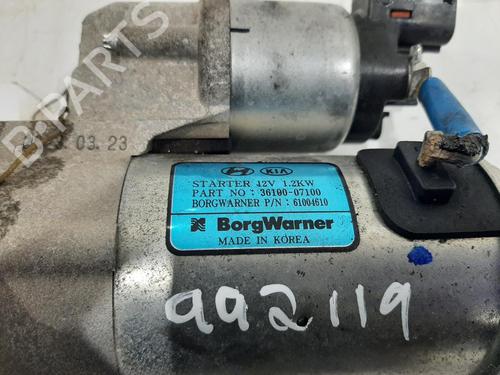 B-PARTS
23 03 23
KIA
STARTER 12V 1.2KW
PART NO : 36100-07100
BORGWARNER P/N : 61004610
BorgWarner
MADE IN KOREA
992119